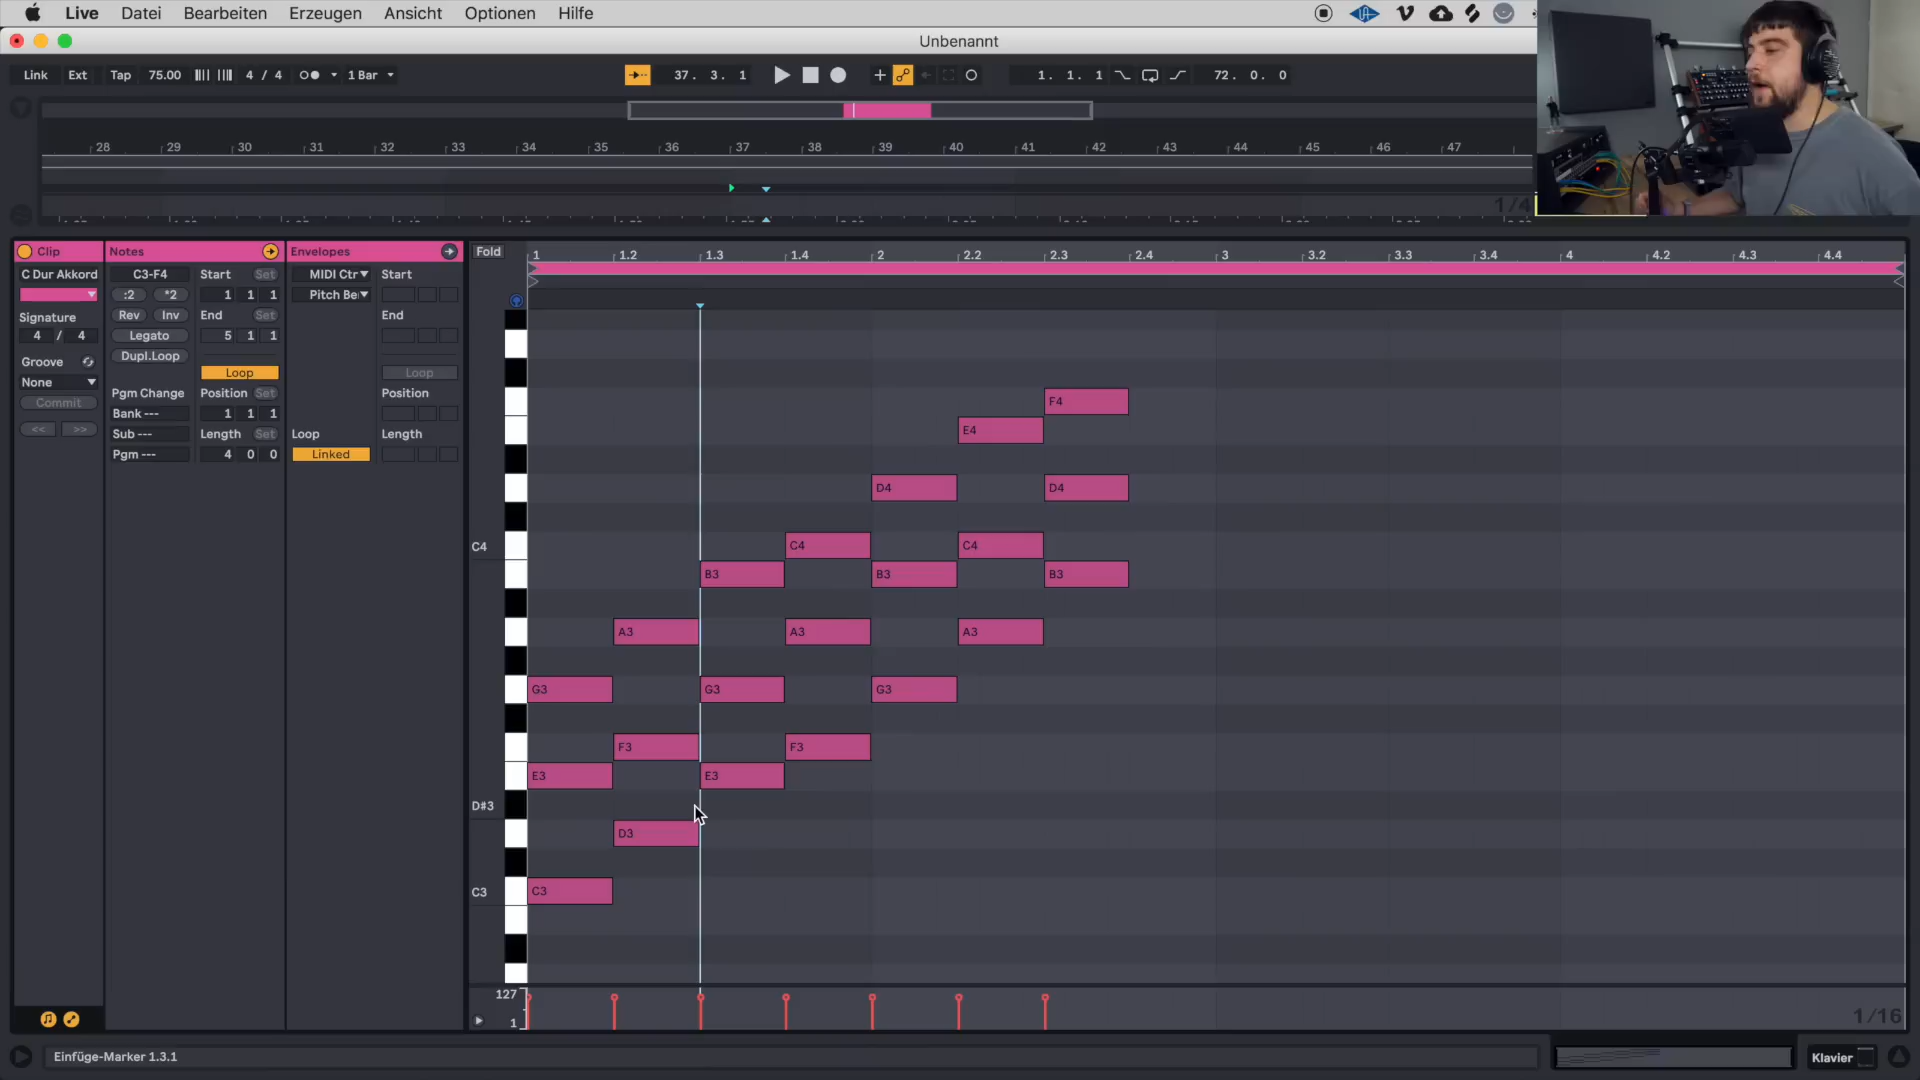 Live Datei Bearbeiten Erzeugen Ansicht Optionen Hilfe
Unbenannt
Link Ext Tap 75.00 4 / 4 1 Bar 37. 3. 1 1. 1. 1 72. 0. 0
28 29 30 31 32 33 34 35 36 37 38 39 40 41 42 43 44 45 46 47
1/4
Clip Notes Envelopes Fold 1 1.2 1.3 1.4 2 2.2 2.3 2.4 3 3.2 3.3 3.4 4 4.2 4.3 4.4
C Dur Akkord C3-F4 Start Set MIDI Ctr Start
:2 *2 1 1 1 Pitch Be
Signature Rev Inv End Set End
4 / 4 Legato 5 1 1
Groove Dupl.Loop
None Loop Loop
Commit Pgm Change Position Set Position
<< >> Bank --- 1 1 1
Sub --- Length Set Loop Length
Pgm --- 4 0 0 Linked
F4
E4
D4 D4
C4 C4 C4
B3 B3 B3
A3 A3 A3
G3 G3 G3
F3 F3
E3 E3
D#3
D3
C3 C3
127
1
1/16
Einfüge-Marker 1.3.1
Klavier